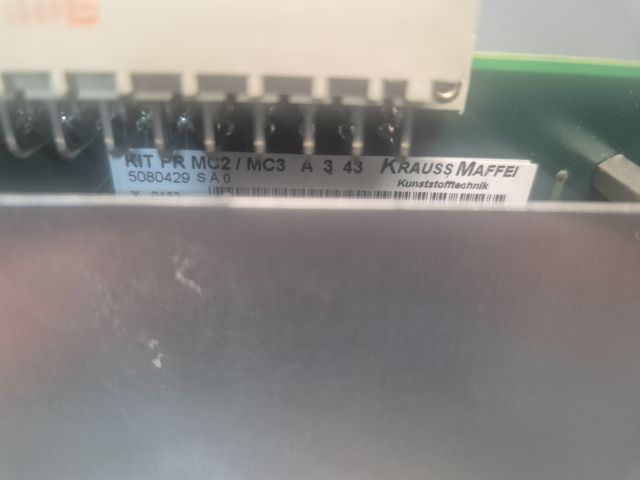 KIT PR MC2 / MC3 A 3 43 KRAUSS MAFFEI
5080429 S A 0 Kunststofftechnik